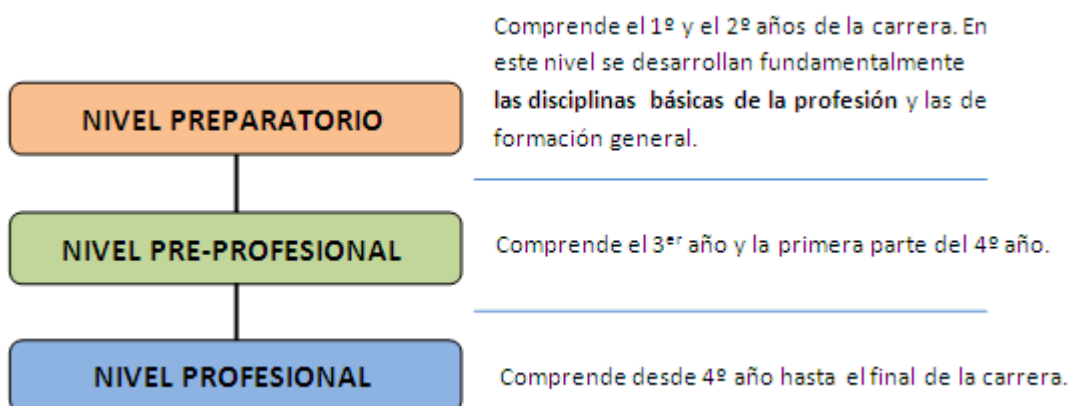 Comprende el 1º y el 2º años de la carrera. En
este nivel se desarrollan fundamentalmente
las disciplinas básicas de la profesión y las de
formación general.
NIVEL PREPARATORIO
NIVEL PRE-PROFESIONAL
Comprende el 3ᵉʳ año y la primera parte del 4º año.
NIVEL PROFESIONAL
Comprende desde 4º año hasta el final de la carrera.